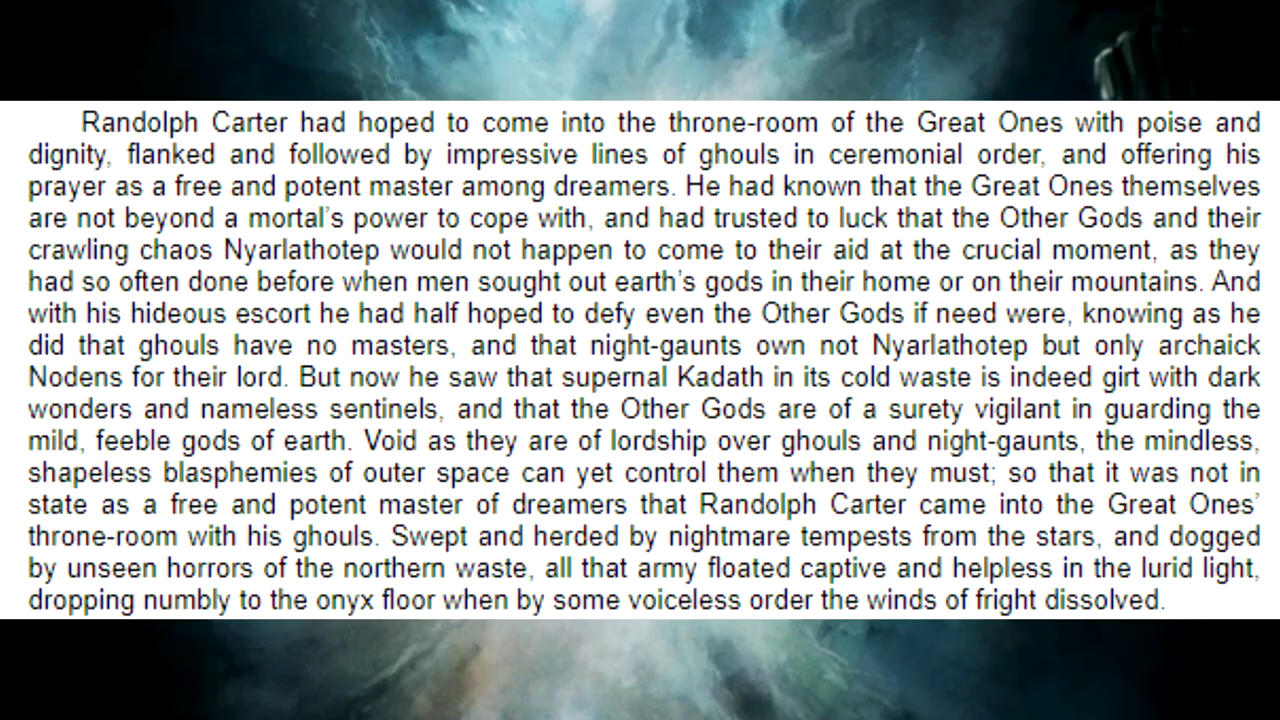 Randolph Carter had hoped to come into the throne-room of the Great Ones with poise and
dignity, flanked and followed by impressive lines of ghouls in ceremonial order, and offering his
prayer as a free and potent master among dreamers. He had known that the Great Ones themselves
are not beyond a mortal’s power to cope with, and had trusted to luck that the Other Gods and their
crawling chaos Nyarlathotep would not happen to come to their aid at the crucial moment, as they
had so often done before when men sought out earth’s gods in their home or on their mountains. And
with his hideous escort he had half hoped to defy even the Other Gods if need were, knowing as he
did that ghouls have no masters, and that night-gaunts own not Nyarlathotep but only archaick
Nodens for their lord. But now he saw that supernal Kadath in its cold waste is indeed girt with dark
wonders and nameless sentinels, and that the Other Gods are of a surety vigilant in guarding the
mild, feeble gods of earth. Void as they are of lordship over ghouls and night-gaunts, the mindless,
shapeless blasphemies of outer space can yet control them when they must; so that it was not in
state as a free and potent master of dreamers that Randolph Carter came into the Great Ones’
throne-room with his ghouls. Swept and herded by nightmare tempests from the stars, and dogged
by unseen horrors of the northern waste, all that army floated captive and helpless in the lurid light,
dropping numbly to the onyx floor when by some voiceless order the winds of fright dissolved.